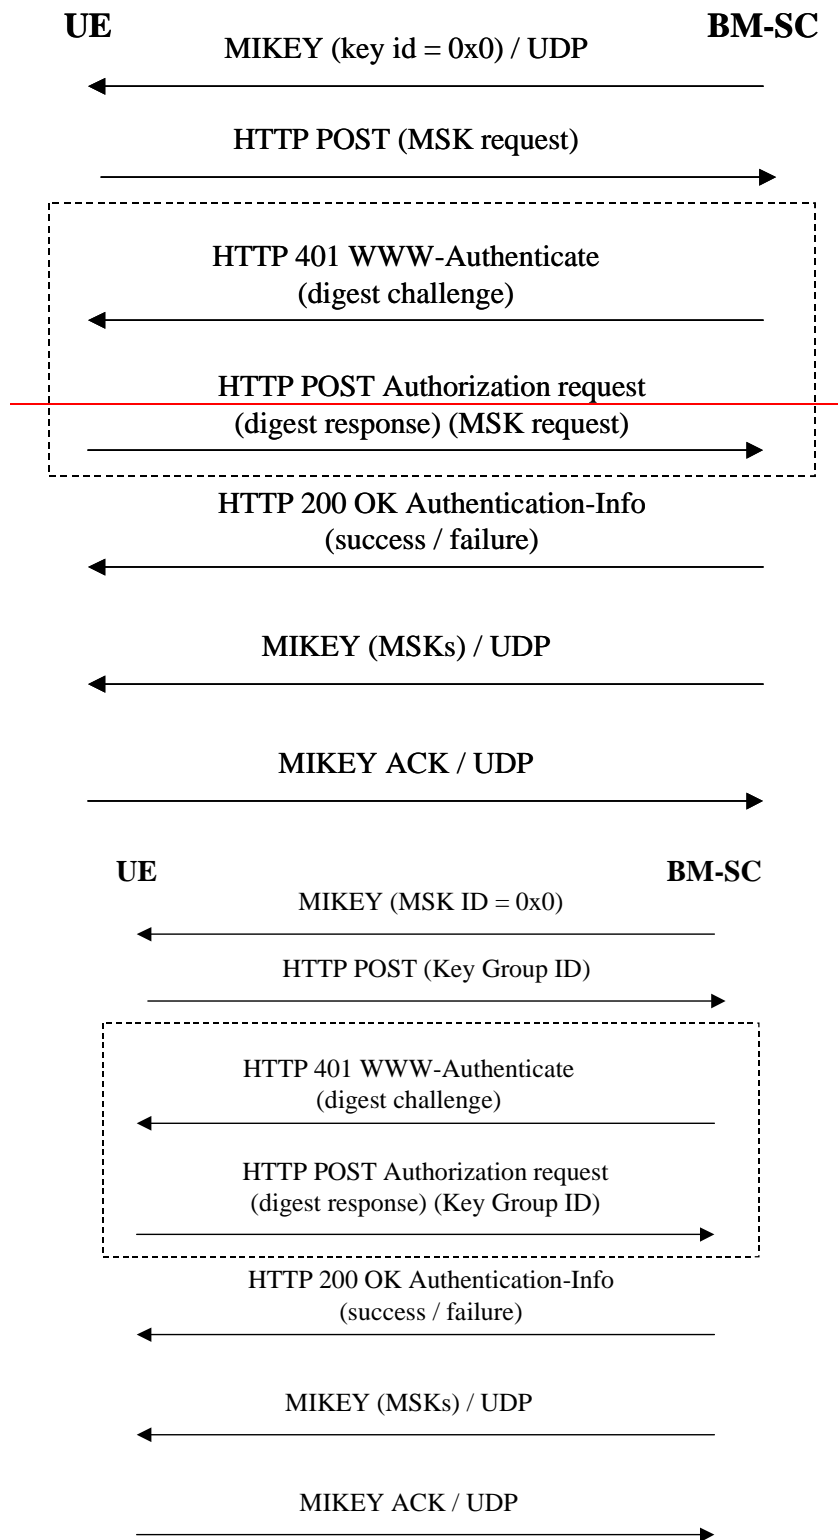 UE BM-SC
MIKEY (key id = 0x0) / UDP
HTTP POST (MSK request)
HTTP 401 WWW-Authenticate
(digest challenge)
HTTP POST Authorization request
(digest response) (MSK request)
HTTP 200 OK Authentication-Info
(success / failure)
MIKEY (MSKs) / UDP
MIKEY ACK / UDP
UE BM-SC
MIKEY (MSK ID = 0x0)
HTTP POST (Key Group ID)
HTTP 401 WWW-Authenticate
(digest challenge)
HTTP POST Authorization request
(digest response) (Key Group ID)
HTTP 200 OK Authentication-Info
(success / failure)
MIKEY (MSKs) / UDP
MIKEY ACK / UDP